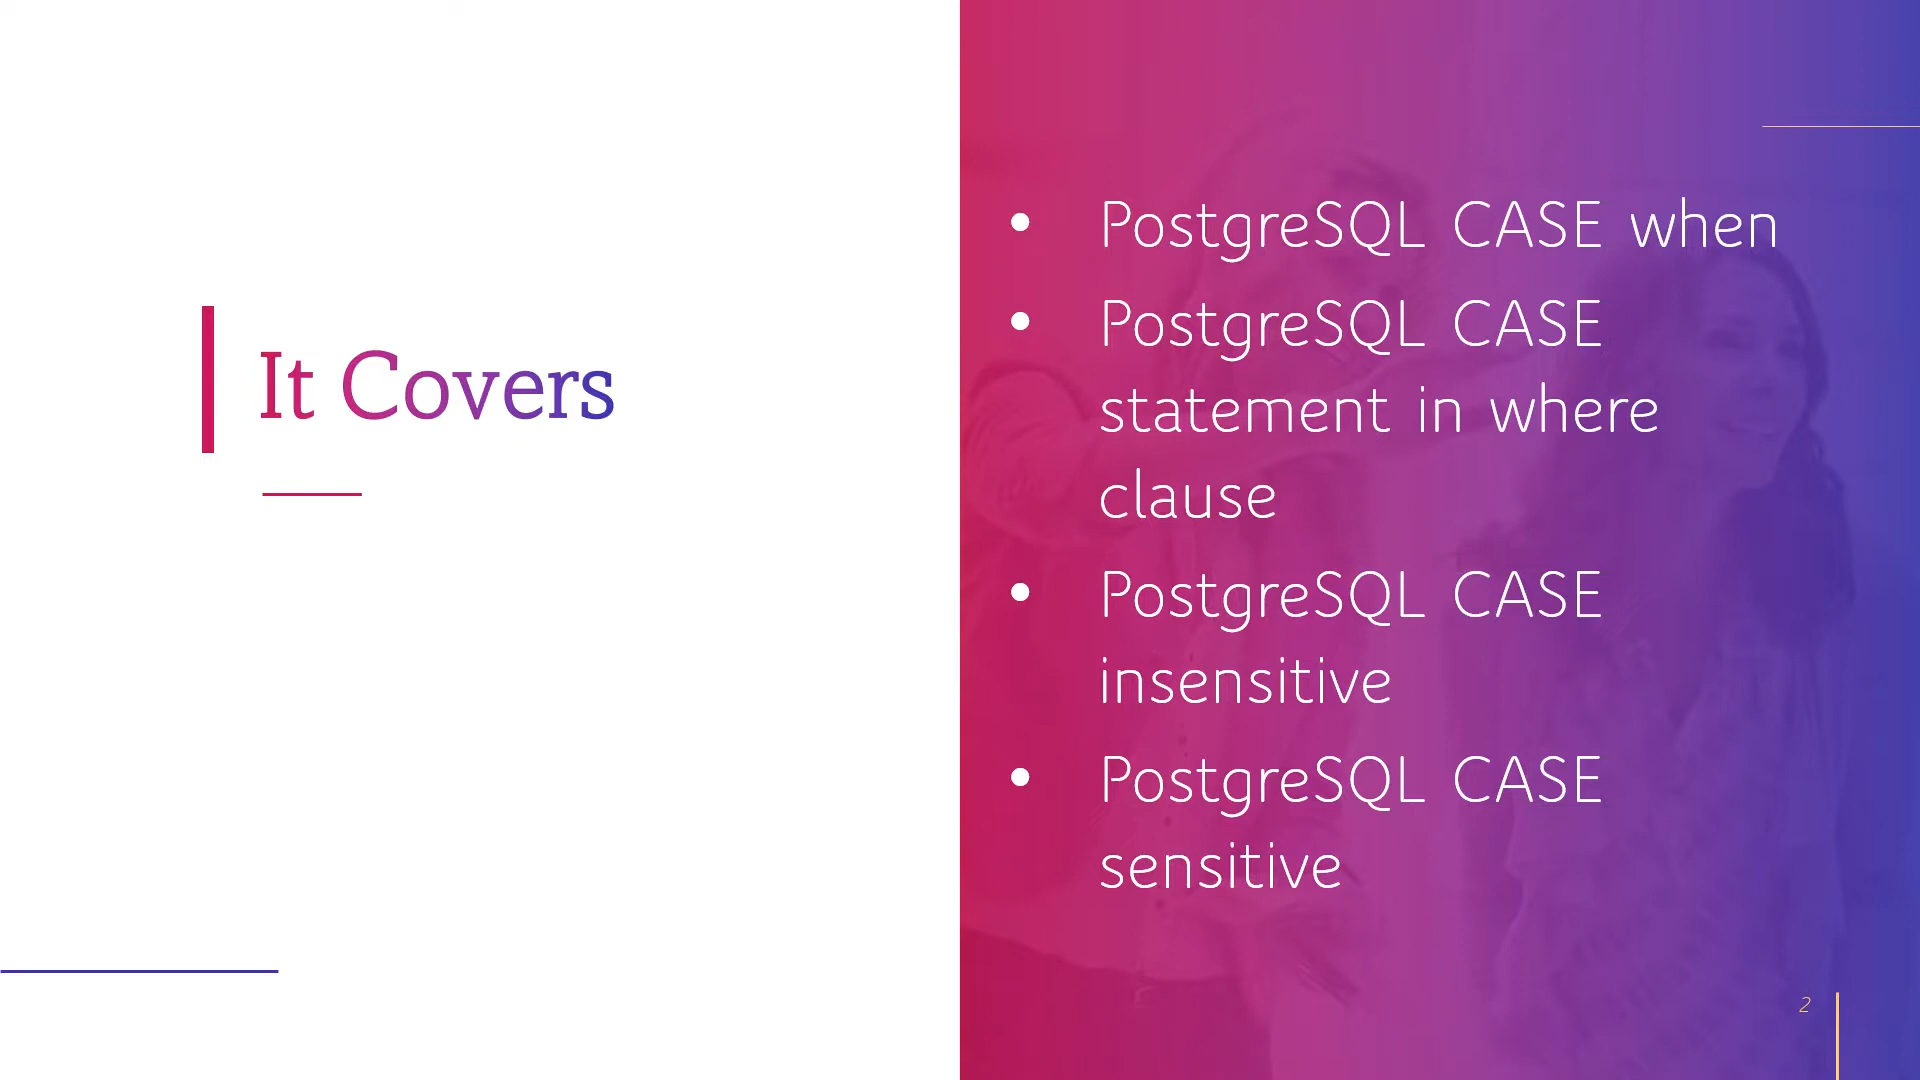 It Covers
• PostgreSQL CASE when
• PostgreSQL CASE
statement in where
clause
• PostgreSQL CASE
insensitive
• PostgreSQL CASE
sensitive
2